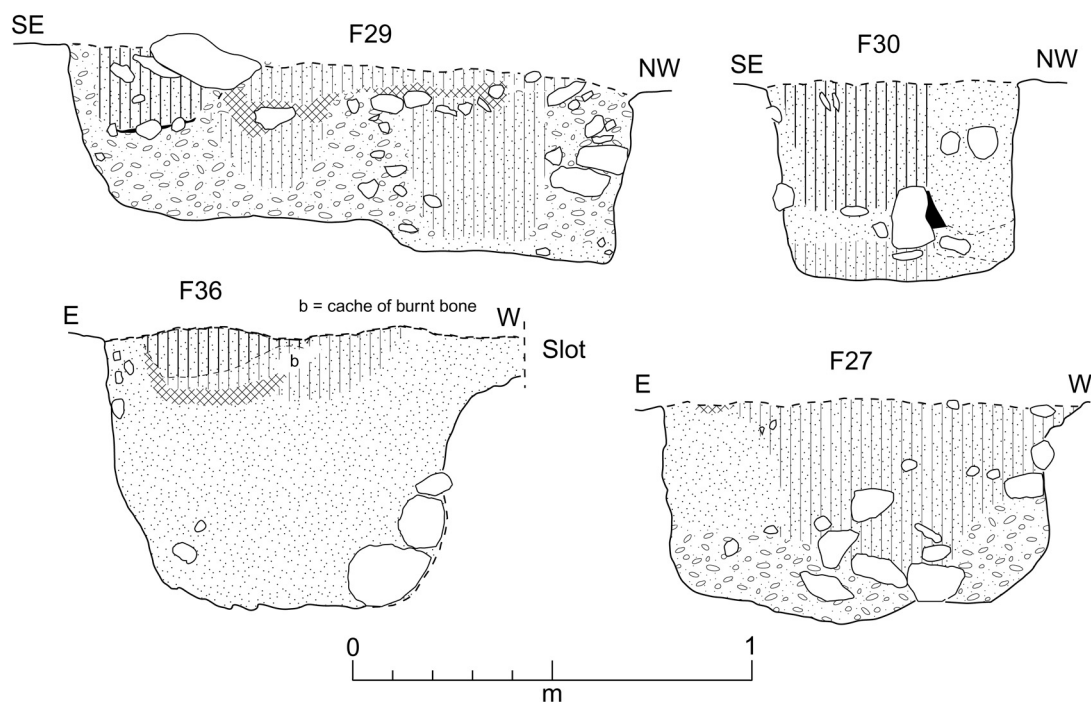 SE
F29
NW
SE
F30
NW
E
F36
b = cache of burnt bone
W
Slot
b
E
F27
W
0
1
m